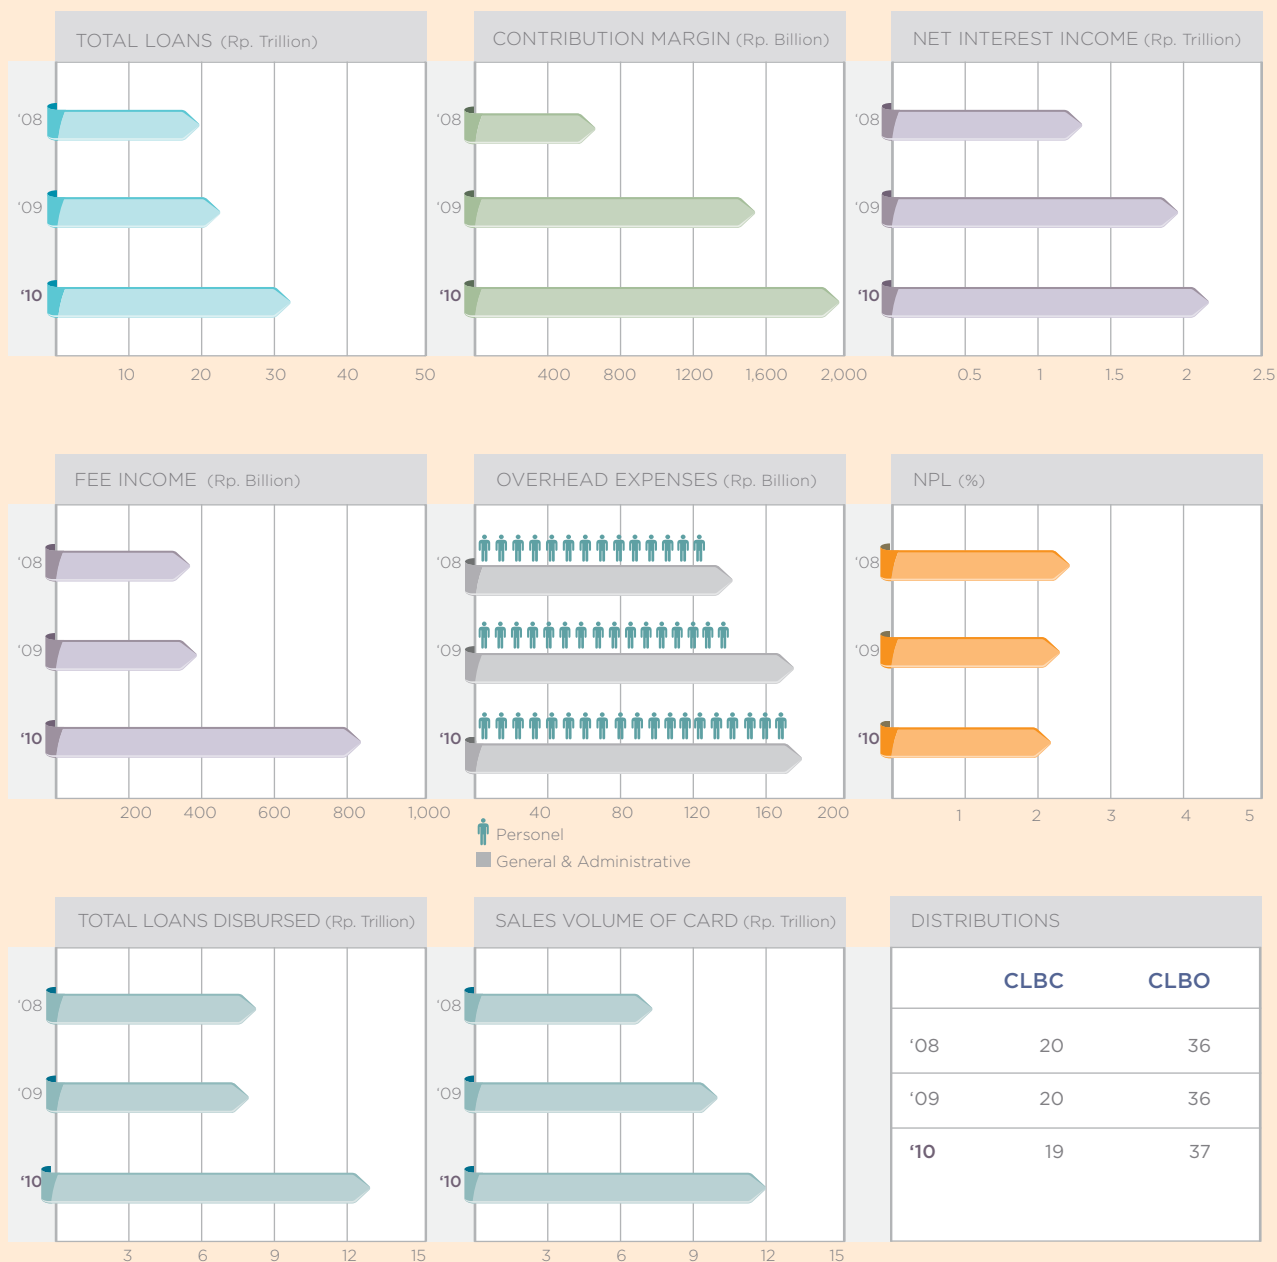 TOTAL LOANS (Rp. Trillion)
‘08
‘09
‘10
10 20 30 40 50
CONTRIBUTION MARGIN (Rp. Billion)
‘08
‘09
‘10
400 800 1200 1,600 2,000
NET INTEREST INCOME (Rp. Trillion)
‘08
‘09
‘10
0.5 1 1.5 2 2.5
FEE INCOME (Rp. Billion)
‘08
‘09
‘10
200 400 600 800 1,000
OVERHEAD EXPENSES (Rp. Billion)
‘08
‘09
‘10
40 80 120 160 200
Personel
General & Administrative
NPL (%)
‘08
‘09
‘10
1 2 3 4 5
TOTAL LOANS DISBURSED (Rp. Trillion)
‘08
‘09
‘10
3 6 9 12 15
SALES VOLUME OF CARD (Rp. Trillion)
‘08
‘09
‘10
3 6 9 12 15
DISTRIBUTIONS
CLBC CLBO
‘08 20 36
‘09 20 36
‘10 19 37